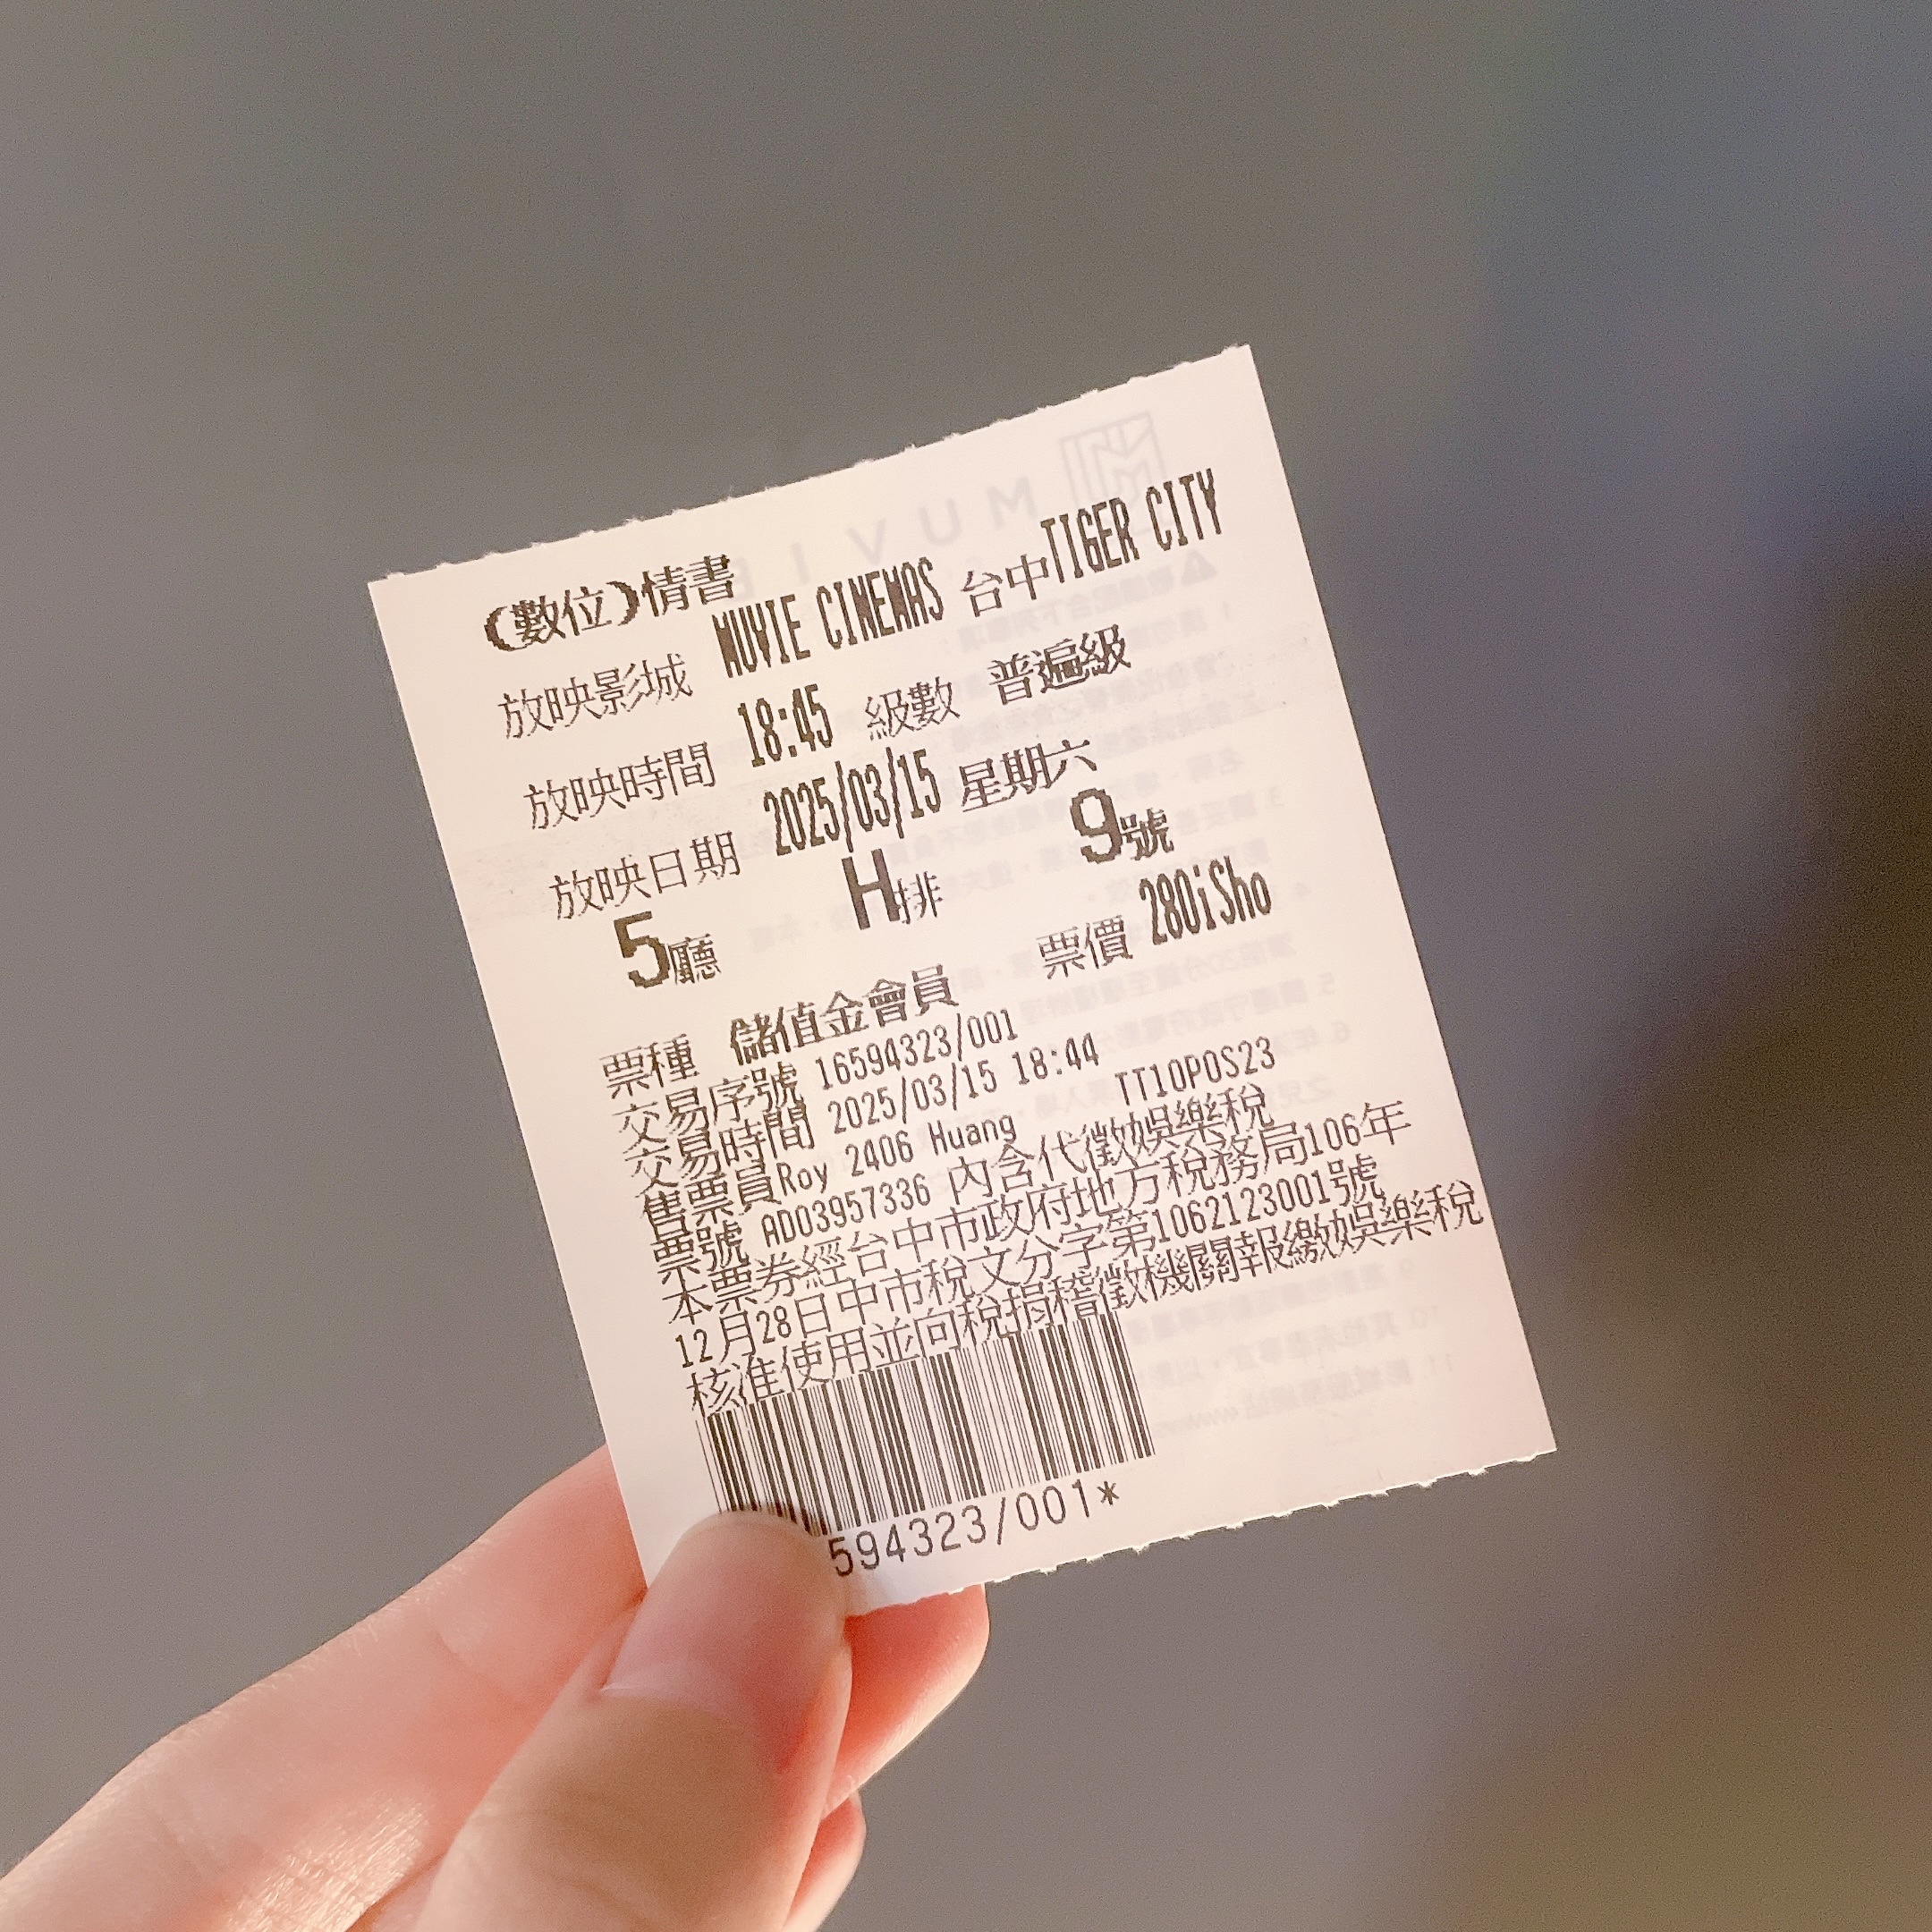 (數位)情書
放映影城 MUVIE CINEMAS 台中TIGER CITY
放映時間 18:45 級數 普遍級
放映日期 2025/03/15 星期六
5廳 H排 9號
票種 儲值金會員 票價 280iSho
交易序號 16594323/001
交易時間 2025/03/15 18:44
售票員Roy 2406 Huang TT10POS23
票號 AD03957336 內含代徵娛樂稅
本票券經台中市政府地方稅務局106年
12月28日中市稅文分字第1062123001號
核准使用並向稅捐稽徵機關報繳娛樂稅
594323/001*
MUVIE